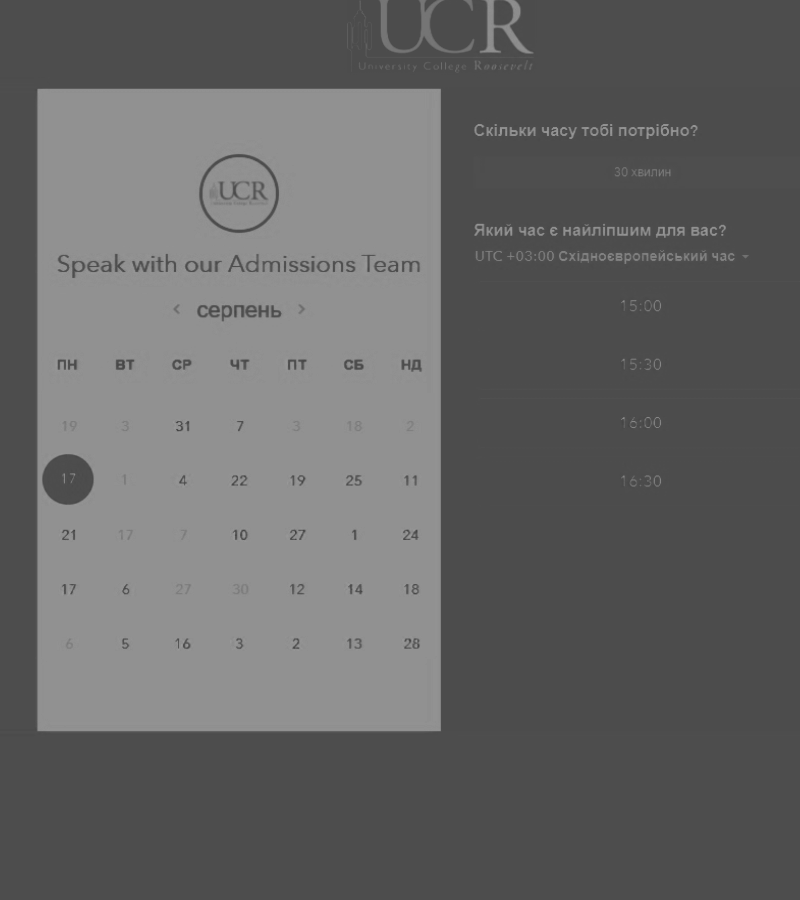 UCR
University College Roosevelt
UCR
Speak with our Admissions Team
серпень
ПН ВТ СР ЧТ ПТ СБ НД
19 3 31 7 3 18 2
17 1 4 22 19 25 11
21 17 7 10 27 1 24
17 6 27 30 12 14 18
6 5 16 3 2 13 28
Скільки часу тобі потрібно?
30 хвилин
Який час є найліпшим для вас?
UTC +03:00 Східноєвропейський час
15:00
15:30
16:00
16:30